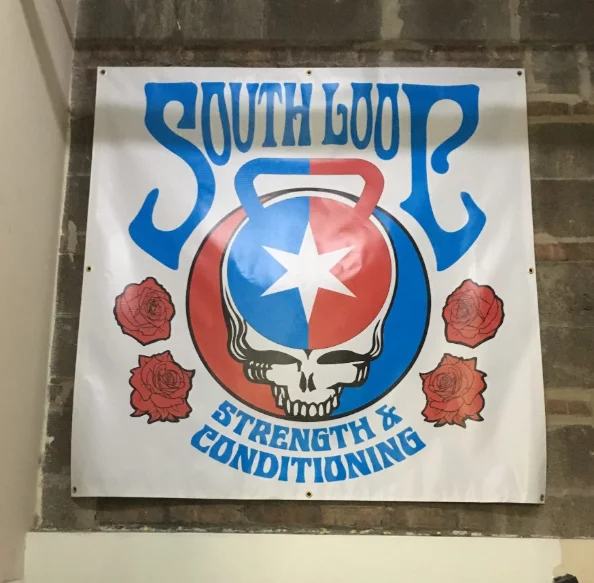 SOUTH LOOP
STRENGTH &
CONDITIONING